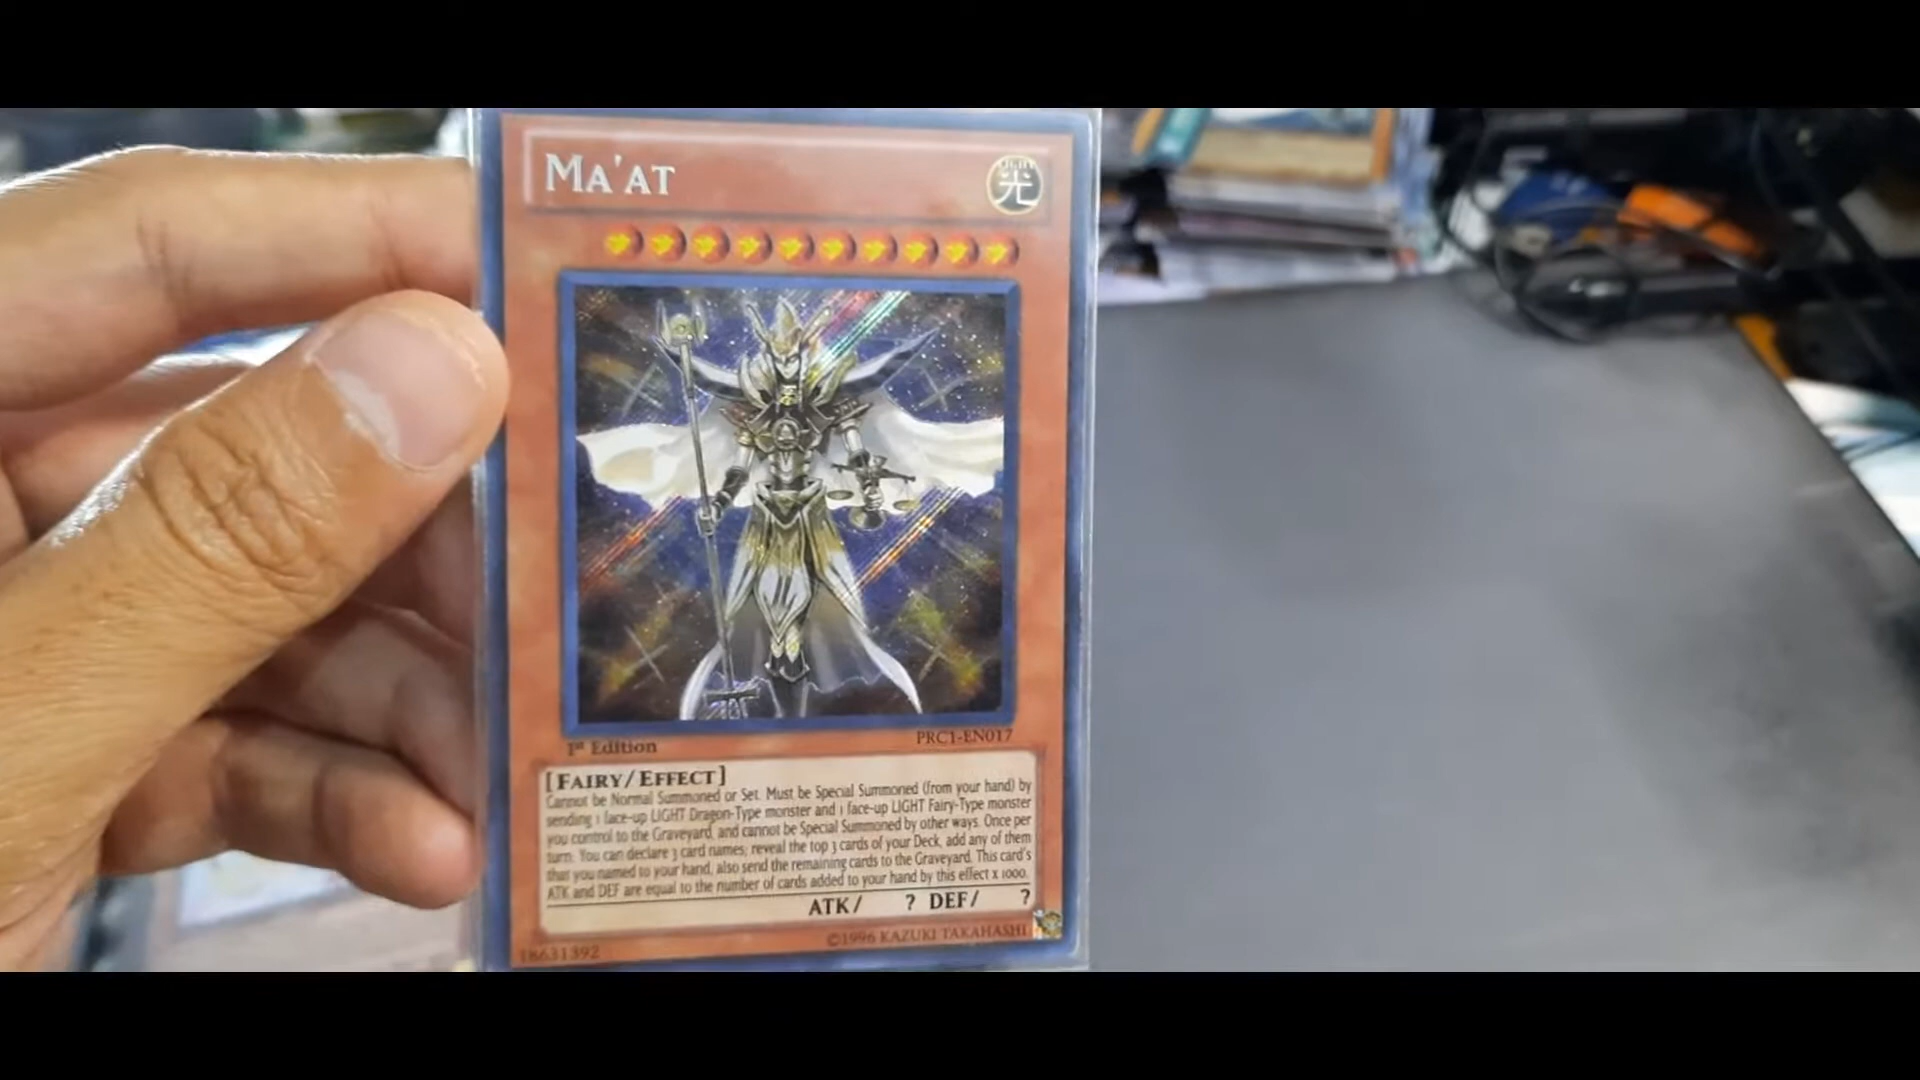 MA'AT
LIGHT
光
1st Edition
PRC1-EN017
[FAIRY/EFFECT]
Cannot be Normal Summoned or Set. Must be Special Summoned (from your hand) by
sending 1 face-up LIGHT Dragon-Type monster and 1 face-up LIGHT Fairy-Type monster
you control to the Graveyard, and cannot be Special Summoned by other ways. Once per
turn: You can declare 3 card names; reveal the top 3 cards of your Deck, add any of them
that you named to your hand, also send the remaining cards to the Graveyard. This card's
ATK and DEF are equal to the number of cards added to your hand by this effect x 1000.
ATK/ ? DEF/ ?
©1996 KAZUKI TAKAHASHI
18631392